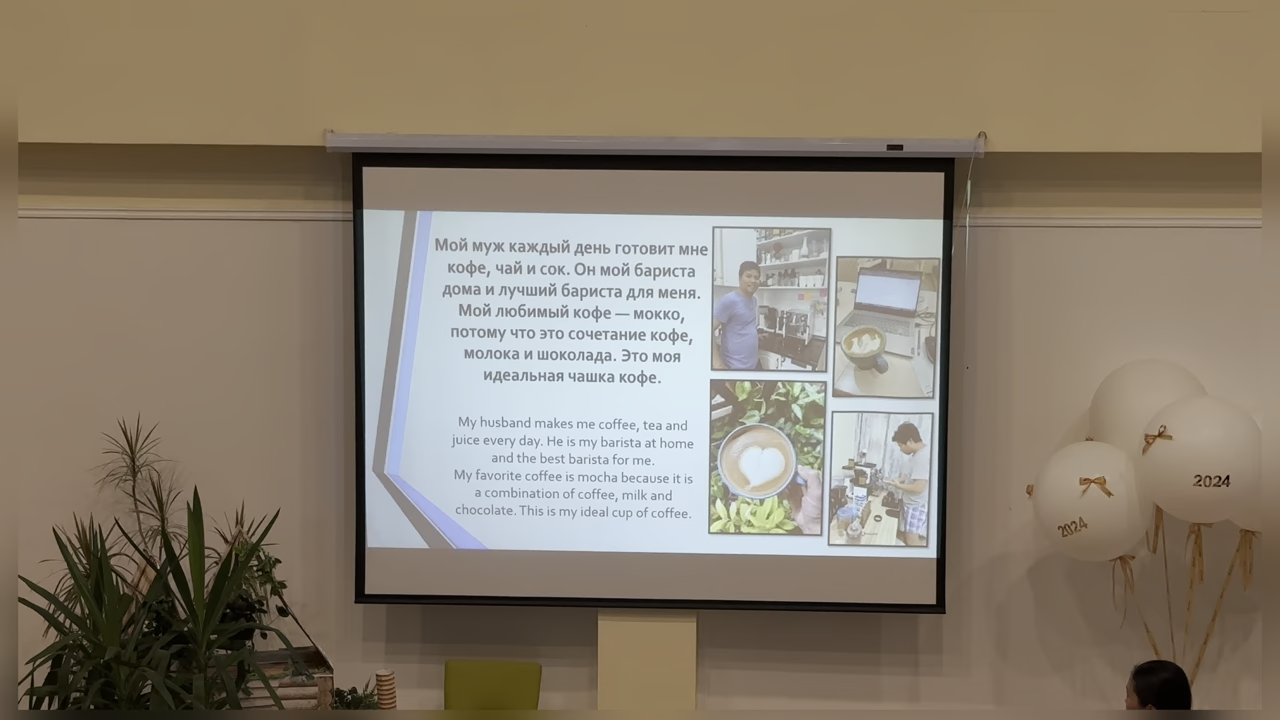 Мой муж каждый день готовит мне
кофе, чай и сок. Он мой бариста
дома и лучший бариста для меня.
Мой любимый кофе — мокко,
потому что это сочетание кофе,
молока и шоколада. Это моя
идеальная чашка кофе.
My husband makes me coffee, tea and
juice every day. He is my barista at home
and the best barista for me.
My favorite coffee is mocha because it is
a combination of coffee, milk and
chocolate. This is my ideal cup of coffee.
2024
2024